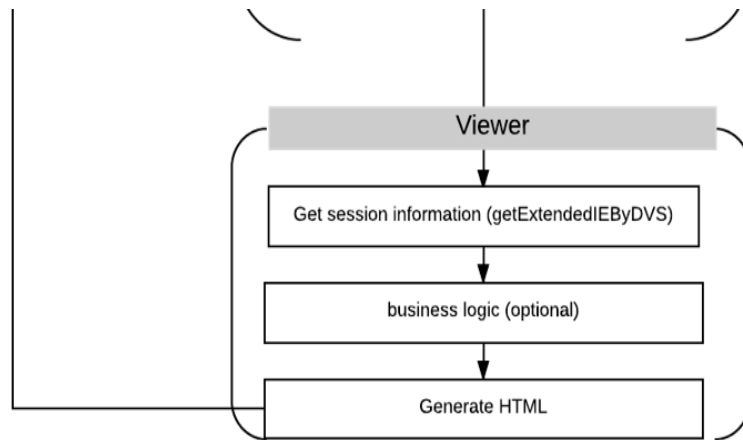 Viewer
Get session information (getExtendedIEByDVS)
business logic (optional)
Generate HTML